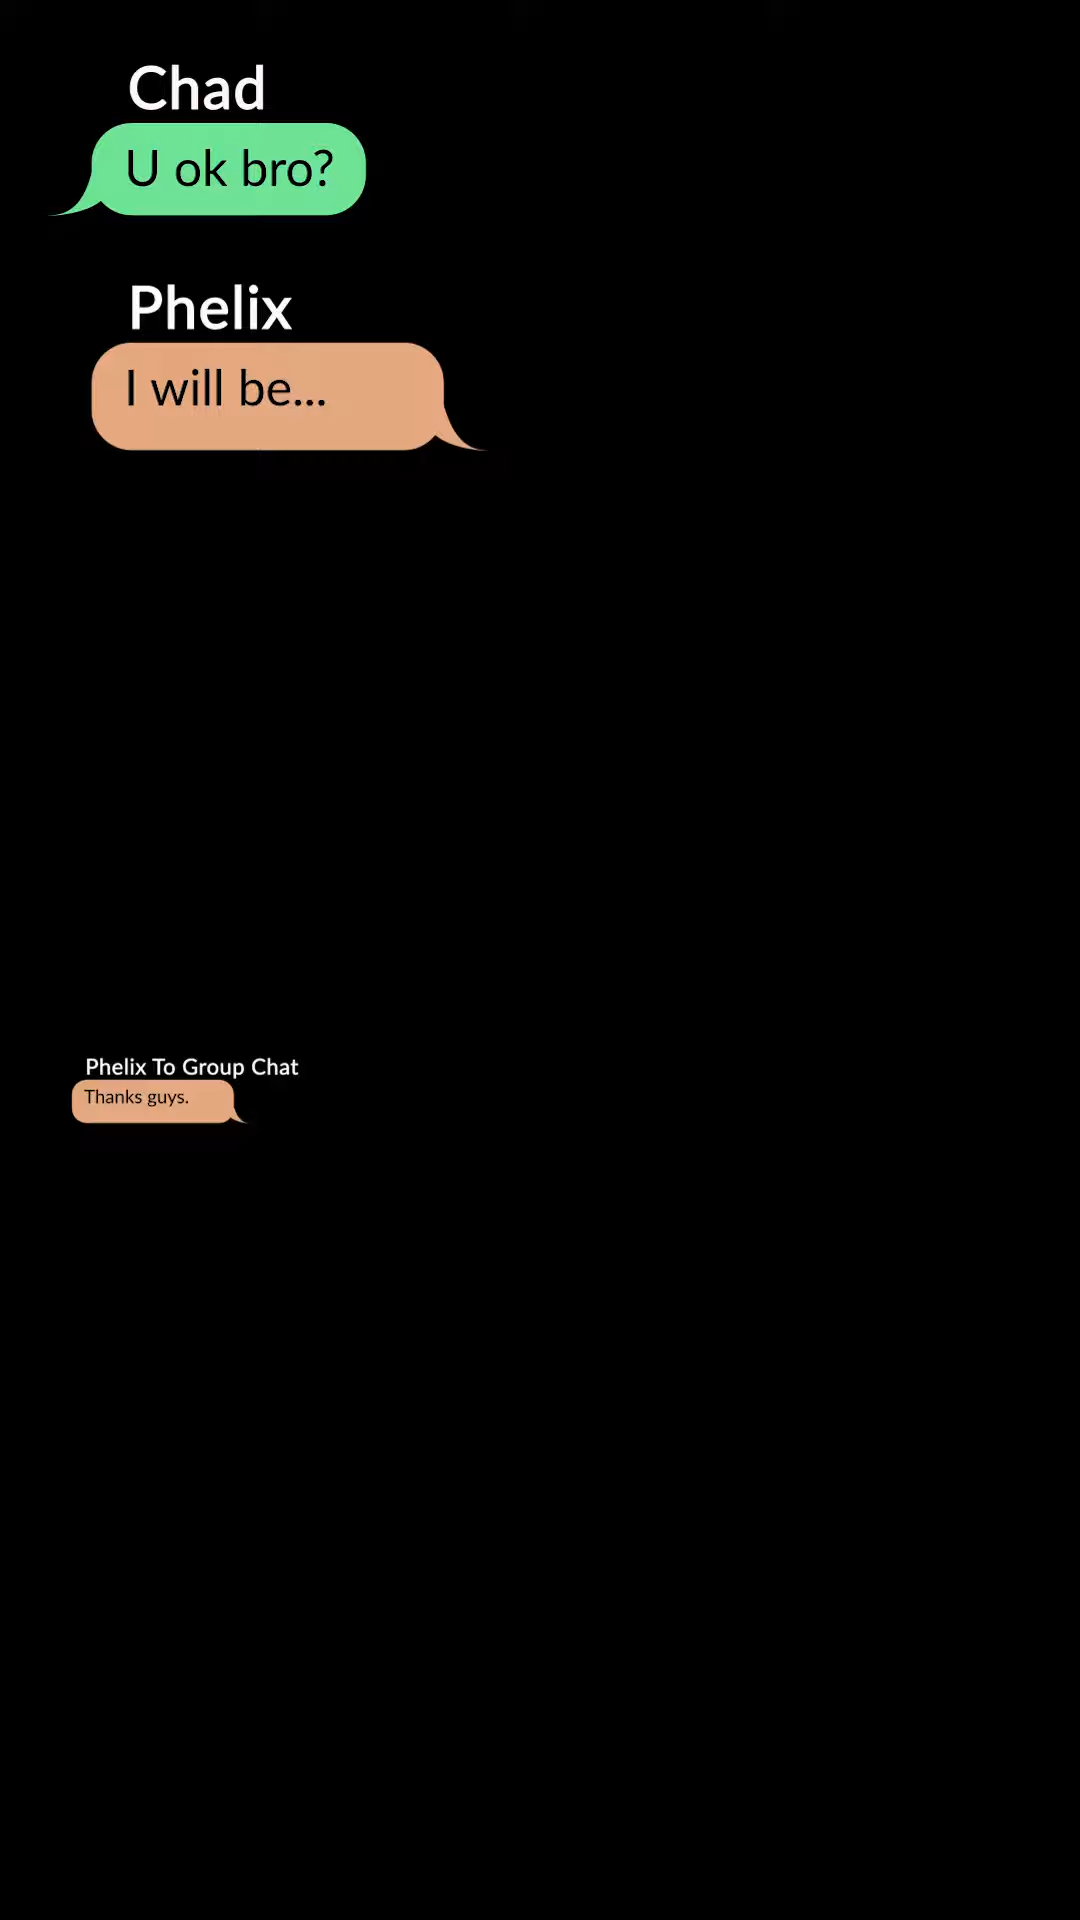 Chad
U ok bro?
Phelix
I will be...
Phelix To Group Chat
Thanks guys.